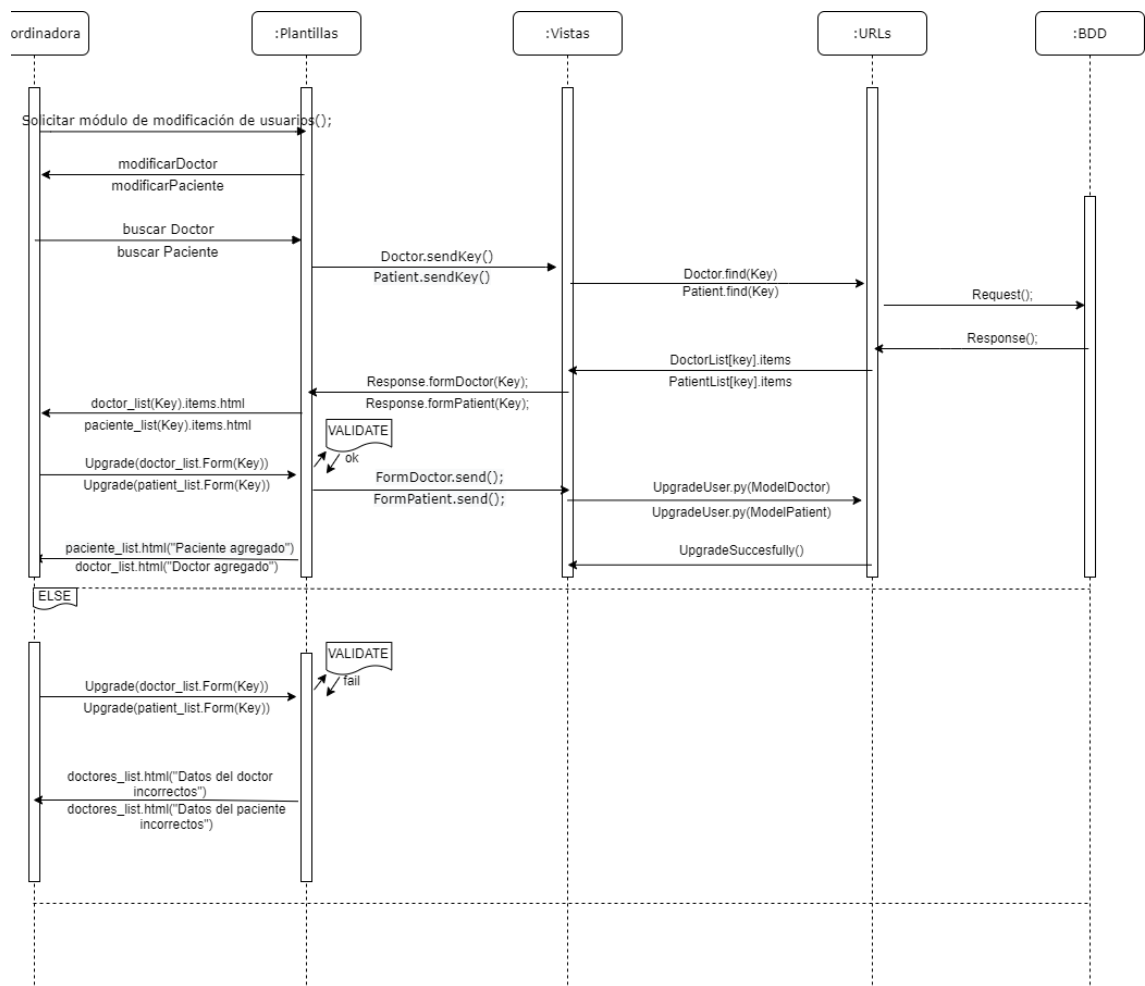 ordinadora
:Plantillas
:Vistas
:URLs
:BDD
Solicitar módulo de modificación de usuarios();
modificarDoctor
modificarPaciente
buscar Doctor
buscar Paciente
Doctor.sendKey()
Patient.sendKey()
Doctor.find(Key)
Patient.find(Key)
Request();
Response();
DoctorList[key].items
PatientList[key].items
Response.formDoctor(Key);
Response.formPatient(Key);
doctor_list(Key).items.html
paciente_list(Key).items.html
VALIDATE
ok
Upgrade(doctor_list.Form(Key))
Upgrade(patient_list.Form(Key))
FormDoctor.send();
FormPatient.send();
UpgradeUser.py(ModelDoctor)
UpgradeUser.py(ModelPatient)
UpgradeSuccesfully()
paciente_list.html("Paciente agregado")
doctor_list.html("Doctor agregado")
ELSE
VALIDATE
fail
Upgrade(doctor_list.Form(Key))
Upgrade(patient_list.Form(Key))
doctores_list.html("Datos del doctor
incorrectos")
doctores_list.html("Datos del paciente
incorrectos")